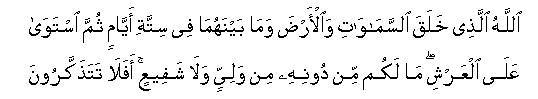 ٱللَّهُ ٱلَّذِى خَلَقَ ٱلسَّمَـٰوَٰتِ وَٱلْأَرْضَ وَمَا بَيْنَهُمَا فِى سِتَّةِ أَيَّامٍ ثُمَّ ٱسْتَوَىٰ
عَلَى ٱلْعَرْشِ ۖ مَا لَكُم مِّن دُونِهِۦ مِن وَلِىٍّ وَلَا شَفِيعٍ ۚ أَفَلَا تَتَذَكَّرُونَ